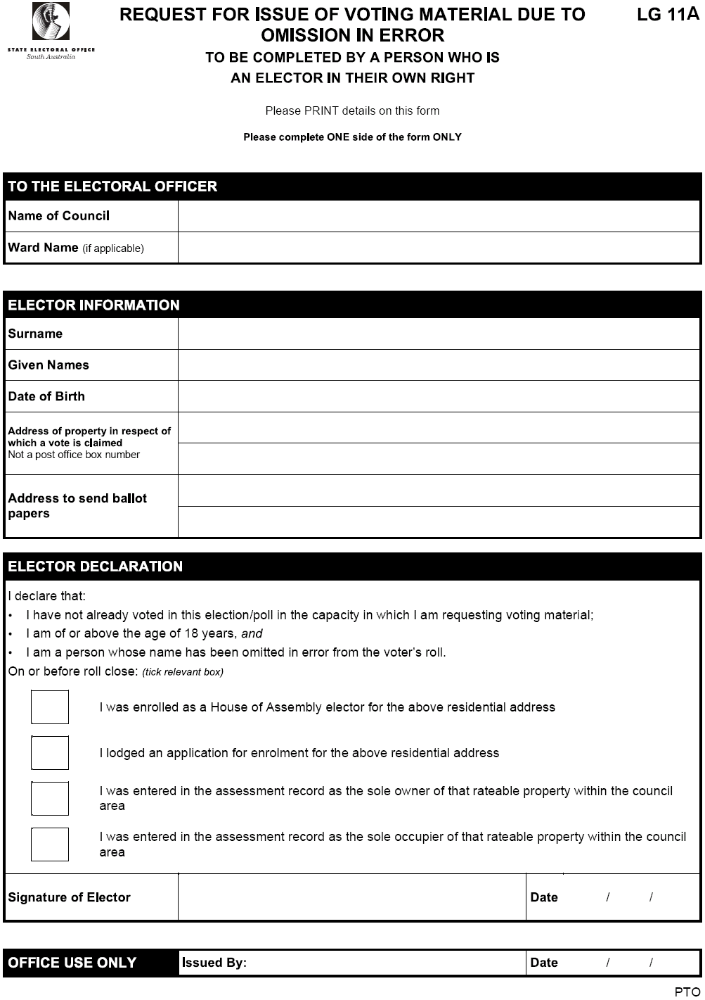 REQUEST FOR ISSUE OF VOTING MATERIAL DUE TO
OMISSION IN ERROR
LG 11A
STATE ELECTORAL OFFICE
South Australia
TO BE COMPLETED BY A PERSON WHO IS
AN ELECTOR IN THEIR OWN RIGHT
Please PRINT details on this form
Please complete ONE side of the form ONLY
TO THE ELECTORAL OFFICER
Name of Council
Ward Name (if applicable)
ELECTOR INFORMATION
Surname
Given Names
Date of Birth
Address of property in respect of
which a vote is claimed
Not a post office box number
Address to send ballot
papers
ELECTOR DECLARATION
I declare that:
• I have not already voted in this election/poll in the capacity in which I am requesting voting material;
• I am of or above the age of 18 years, and
• I am a person whose name has been omitted in error from the voter's roll.
On or before roll close: (tick relevant box)
I was enrolled as a House of Assembly elector for the above residential address
I lodged an application for enrolment for the above residential address
I was entered in the assessment record as the sole owner of that rateable property within the council
area
I was entered in the assessment record as the sole occupier of that rateable property within the council
area
Signature of Elector
Date / /
OFFICE USE ONLY
Issued By:
Date / /
PTO